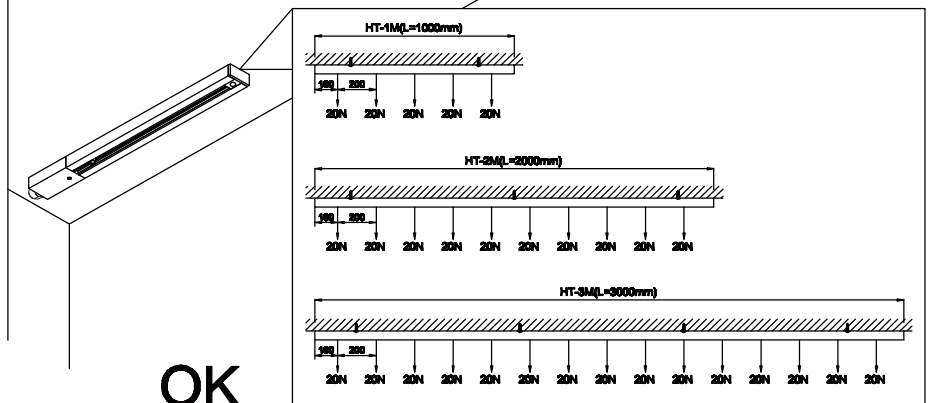 HT-1M(L=1000mm)
100 200
20N 20N 20N 20N 20N
HT-2M(L=2000mm)
100 200
20N 20N 20N 20N 20N 20N 20N 20N 20N 20N
HT-3M(L=3000mm)
100 200
20N 20N 20N 20N 20N 20N 20N 20N 20N 20N 20N 20N 20N 20N 20N
OK